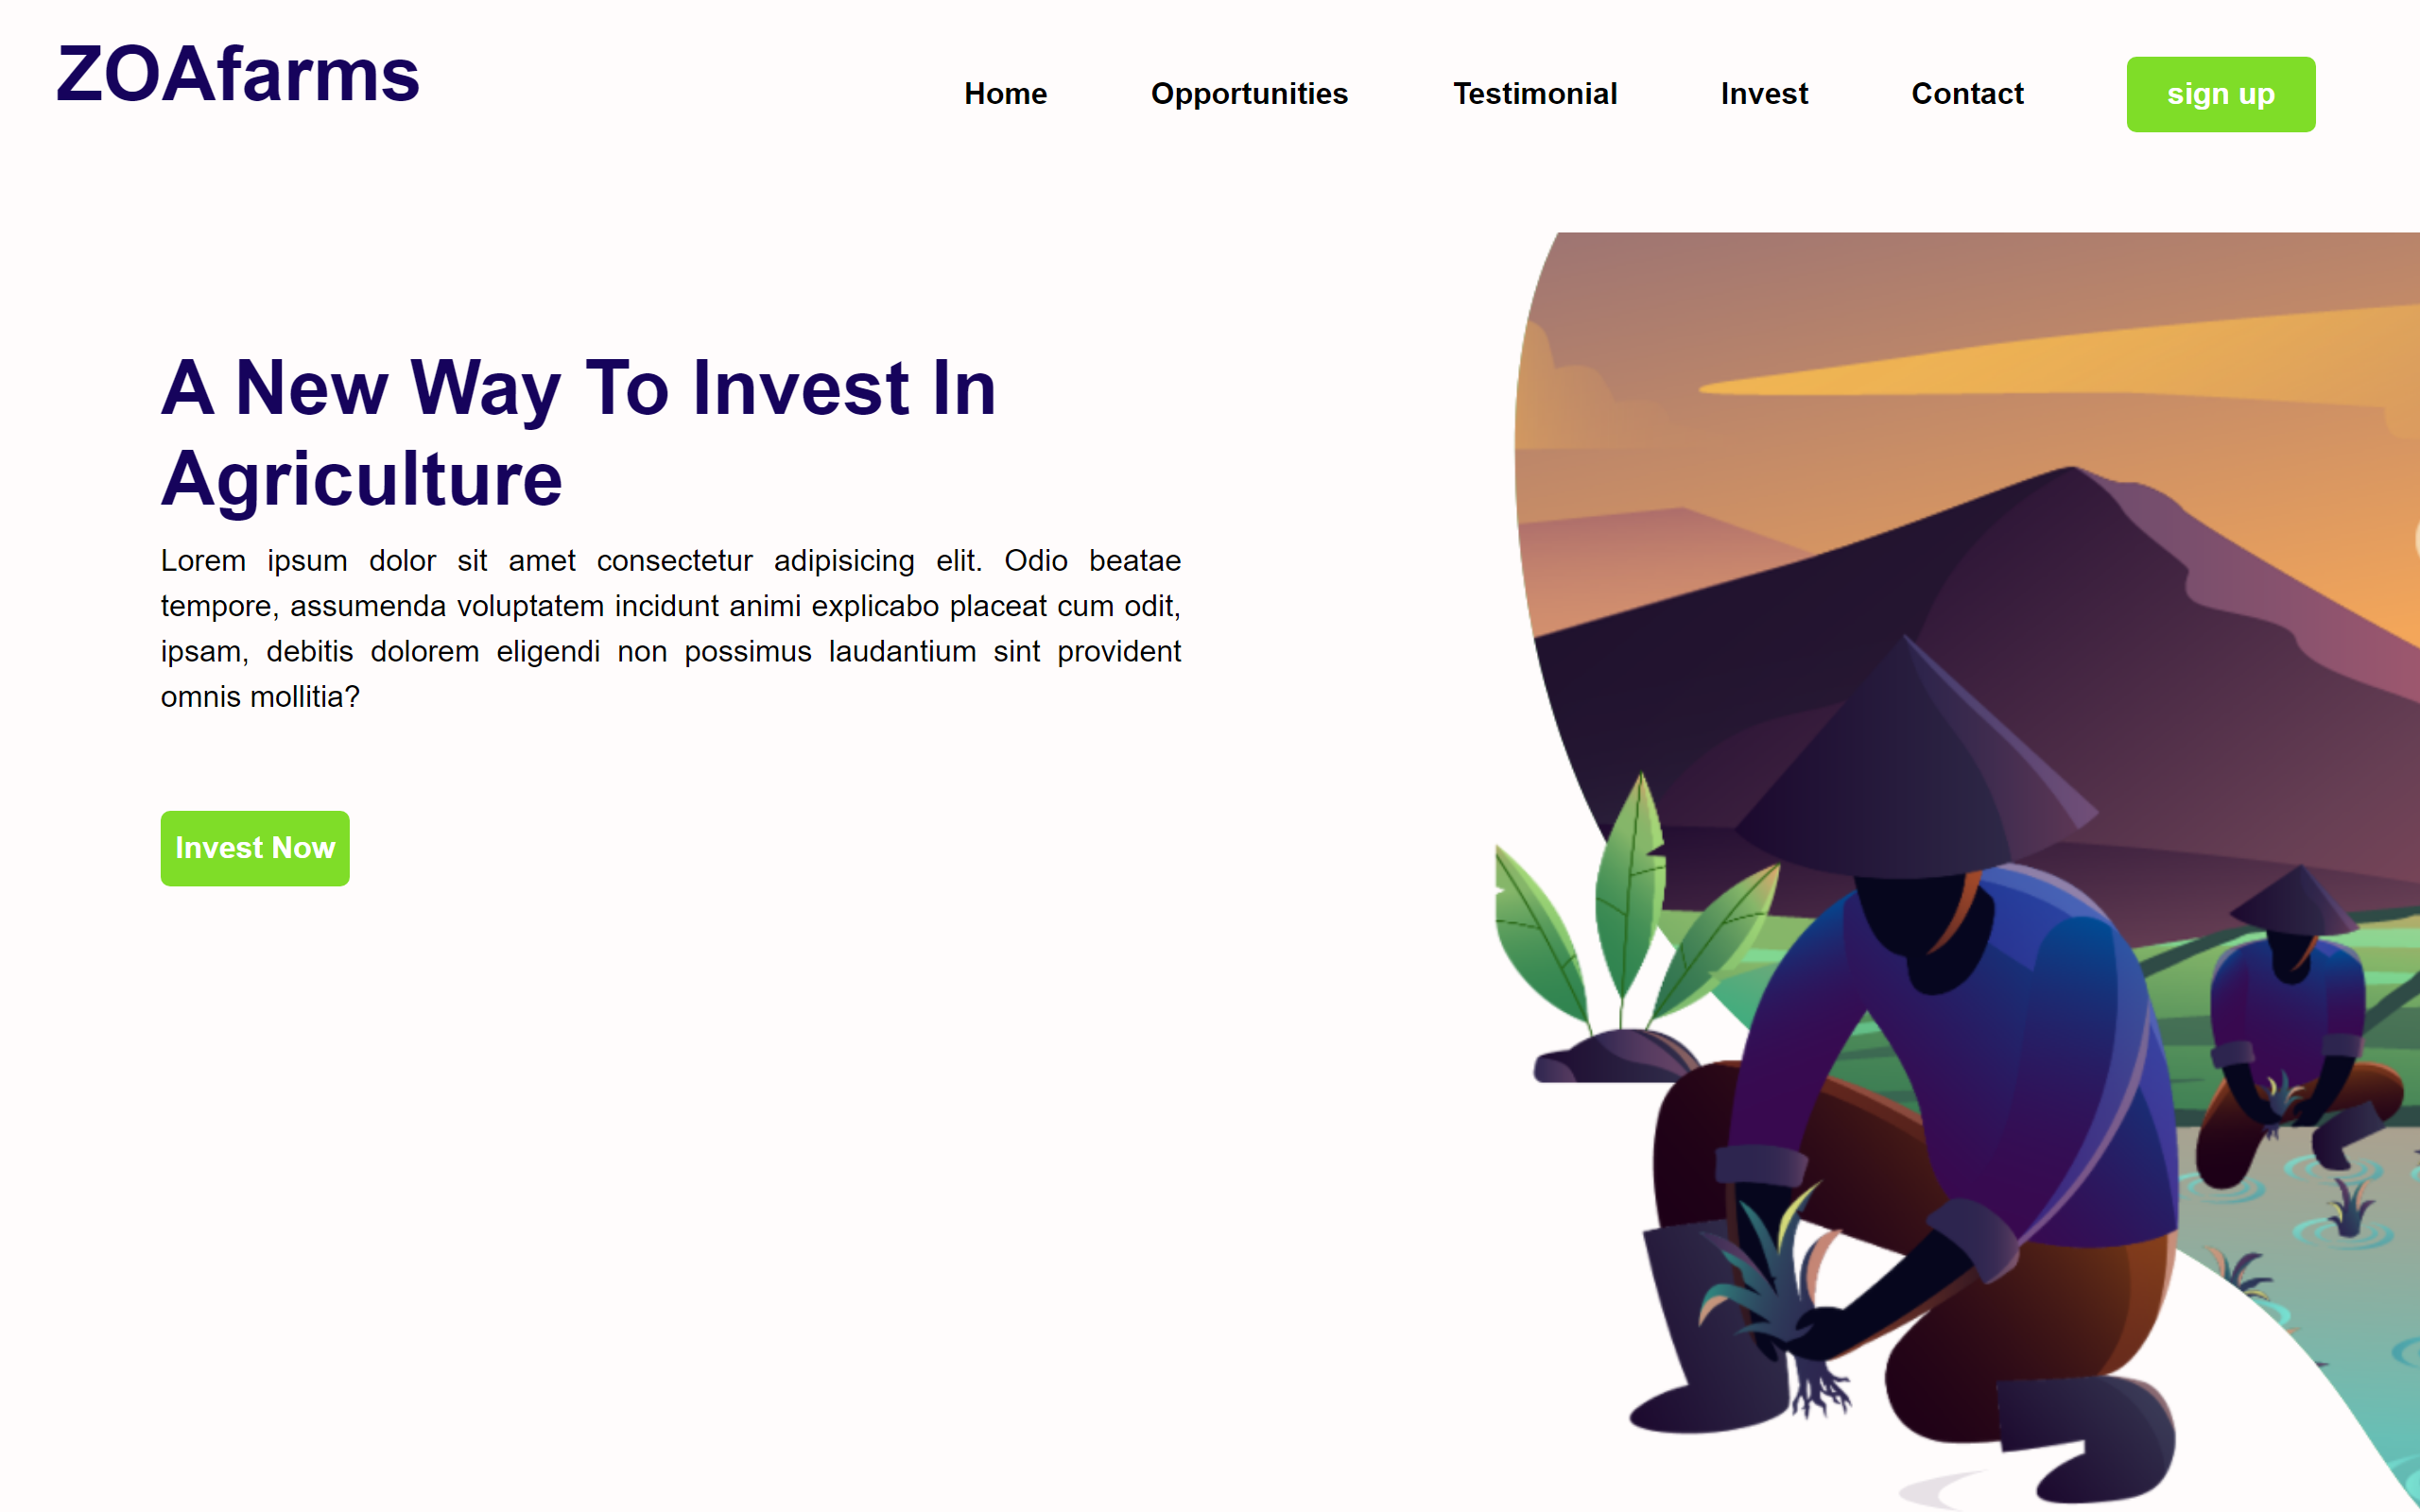 ZOAfarms
Home Opportunities Testimonial Invest Contact sign up
A New Way To Invest In
Agriculture
Lorem ipsum dolor sit amet consectetur adipisicing elit. Odio beatae
tempore, assumenda voluptatem incidunt animi explicabo placeat cum odit,
ipsam, debitis dolorem eligendi non possimus laudantium sint provident
omnis mollitia?
Invest Now